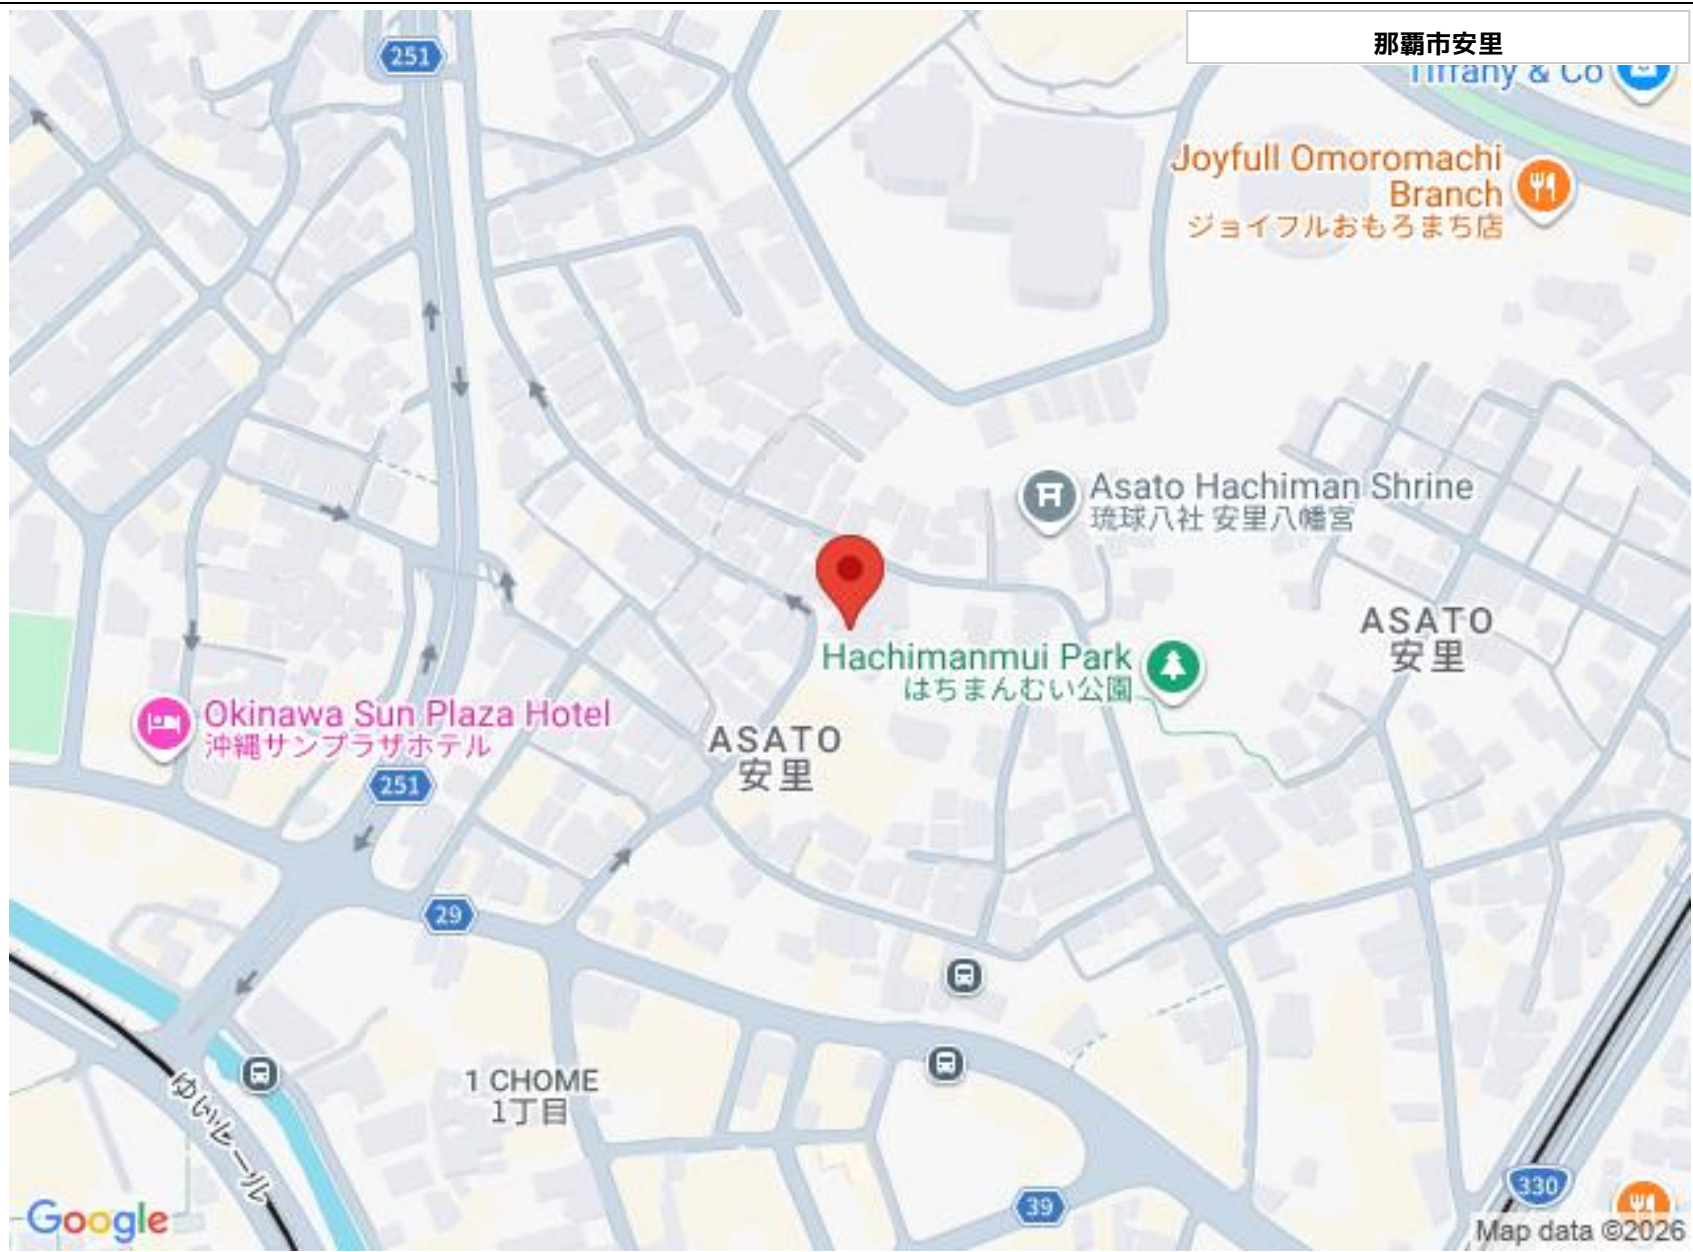 那覇市安里
251
Tiffany & Co
Joyfull Omoromachi
Branch
ジョイフルおもろまち店
Asato Hachiman Shrine
琉球八社 安里八幡宮
ASATO
安里
Hachimanmui Park
はちまんむい公園
Okinawa Sun Plaza Hotel
沖縄サンプラザホテル
ASATO
安里
251
29
1 CHOME
1丁目
ゆいレール
330
39
Google
Map data ©2026